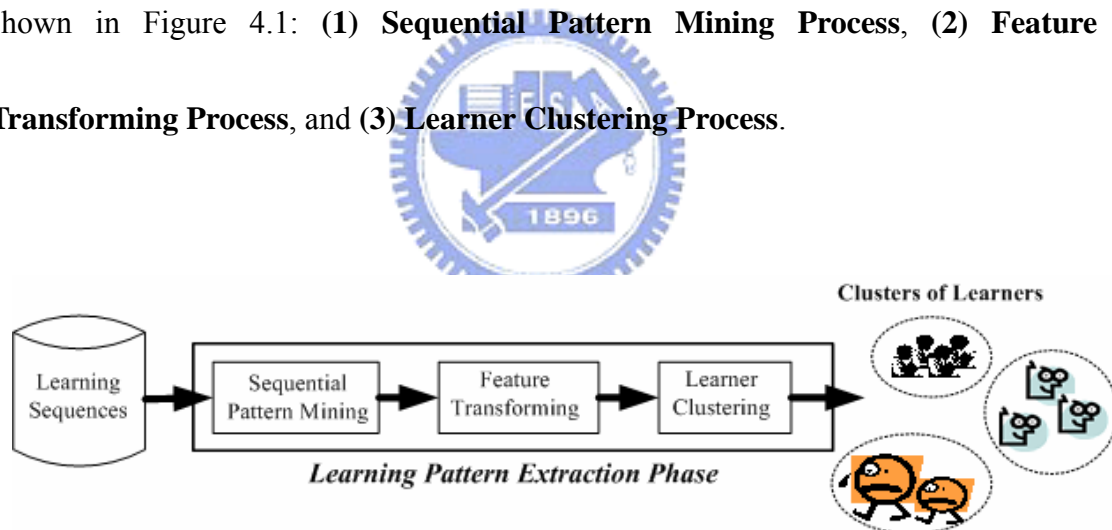 hown in Figure 4.1: (1) Sequential Pattern Mining Process, (2) Feature
Transforming Process, and (3) Learner Clustering Process.
E S
1896
Clusters of Learners
Learning
Sequences
Sequential
Pattern Mining
Feature
Transforming
Learner
Clustering
Learning Pattern Extraction Phase